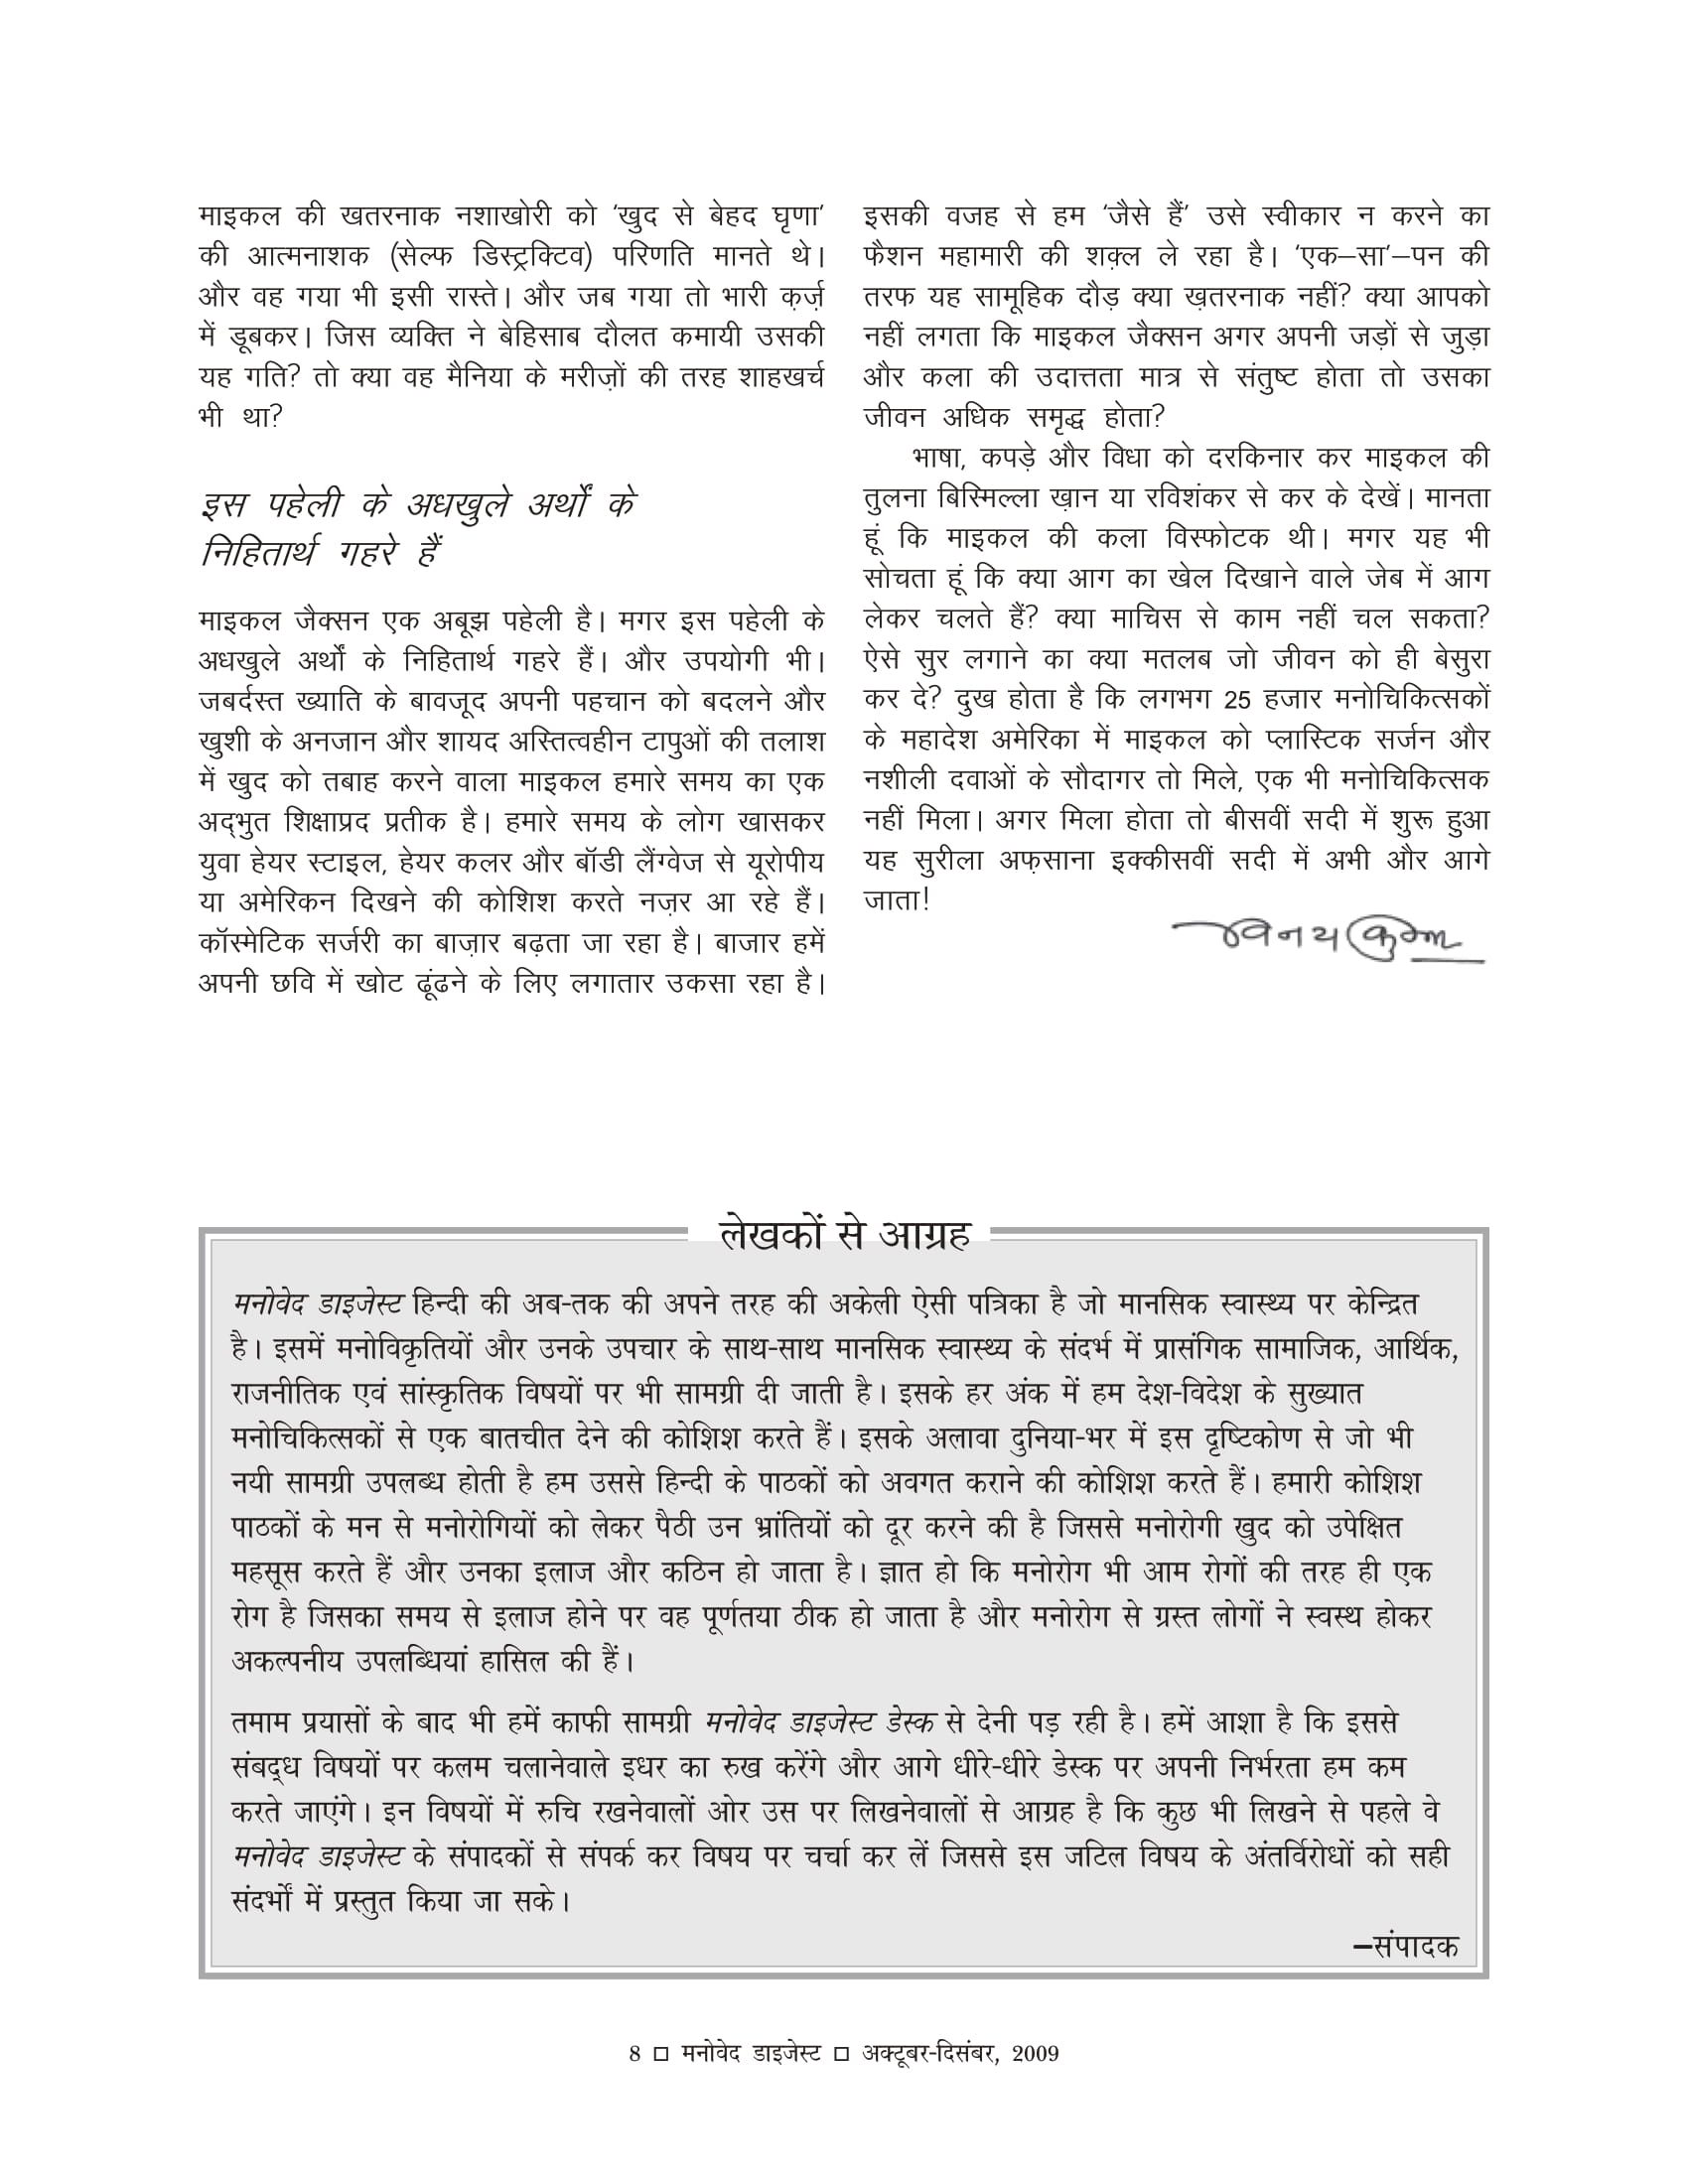 माइकल की खतरनाक नशाखोरी को 'खुद से बेहद घृणा'
की आत्मनाशक (सेल्फ डिस्ट्रक्टिव) परिणति मानते थे।
और वह गया भी इसी रास्ते। और जब गया तो भारी क़र्ज़
में डूबकर। जिस व्यक्ति ने बेहिसाब दौलत कमायी उसकी
यह गति? तो क्या वह मैनिया के मरीज़ों की तरह शाहखर्च
भी था?
इस पहेली के अधखुले अर्थों के
निहितार्थ गहरे हैं
माइकल जैक्सन एक अबूझ पहेली है। मगर इस पहेली के
अधखुले अर्थों के निहितार्थ गहरे हैं। और उपयोगी भी।
जबर्दस्त ख्याति के बावजूद अपनी पहचान को बदलने और
खुशी के अनजान और शायद अस्तित्वहीन टापुओं की तलाश
में खुद को तबाह करने वाला माइकल हमारे समय का एक
अद्भुत शिक्षाप्रद प्रतीक है। हमारे समय के लोग खासकर
युवा हेयर स्टाइल, हेयर कलर और बॉडी लैंग्वेज से यूरोपीय
या अमेरिकन दिखने की कोशिश करते नज़र आ रहे हैं।
कॉस्मेटिक सर्जरी का बाज़ार बढ़ता जा रहा है। बाजार हमें
अपनी छवि में खोट ढूंढने के लिए लगातार उकसा रहा है।
इसकी वजह से हम 'जैसे हैं' उसे स्वीकार न करने का
फैशन महामारी की शक़्ल ले रहा है। 'एक–सा'–पन की
तरफ यह सामूहिक दौड़ क्या ख़तरनाक नहीं? क्या आपको
नहीं लगता कि माइकल जैक्सन अगर अपनी जड़ों से जुड़ा
और कला की उदात्तता मात्र से संतुष्ट होता तो उसका
जीवन अधिक समृद्ध होता?
भाषा, कपड़े और विधा को दरकिनार कर माइकल की
तुलना बिस्मिल्ला ख़ान या रविशंकर से कर के देखें। मानता
हूं कि माइकल की कला विस्फोटक थी। मगर यह भी
सोचता हूं कि क्या आग का खेल दिखाने वाले जेब में आग
लेकर चलते हैं? क्या माचिस से काम नहीं चल सकता?
ऐसे सुर लगाने का क्या मतलब जो जीवन को ही बेसुरा
कर दे? दुख होता है कि लगभग 25 हजार मनोचिकित्सकों
के महादेश अमेरिका में माइकल को प्लास्टिक सर्जन और
नशीली दवाओं के सौदागर तो मिले, एक भी मनोचिकित्सक
नहीं मिला। अगर मिला होता तो बीसवीं सदी में शुरू हुआ
यह सुरीला अफ़साना इक्कीसवीं सदी में अभी और आगे
जाता!
विनय कुमार
लेखकों से आग्रह
मनोवेद डाइजेस्ट हिन्दी की अब-तक की अपने तरह की अकेली ऐसी पत्रिका है जो मानसिक स्वास्थ्य पर केन्द्रित
है। इसमें मनोविकृतियों और उनके उपचार के साथ-साथ मानसिक स्वास्थ्य के संदर्भ में प्रासंगिक सामाजिक, आर्थिक,
राजनीतिक एवं सांस्कृतिक विषयों पर भी सामग्री दी जाती है। इसके हर अंक में हम देश-विदेश के सुख्यात
मनोचिकित्सकों से एक बातचीत देने की कोशिश करते हैं। इसके अलावा दुनिया-भर में इस दृष्टिकोण से जो भी
नयी सामग्री उपलब्ध होती है हम उससे हिन्दी के पाठकों को अवगत कराने की कोशिश करते हैं। हमारी कोशिश
पाठकों के मन से मनोरोगियों को लेकर पैठी उन भ्रांतियों को दूर करने की है जिससे मनोरोगी खुद को उपेक्षित
महसूस करते हैं और उनका इलाज और कठिन हो जाता है। ज्ञात हो कि मनोरोग भी आम रोगों की तरह ही एक
रोग है जिसका समय से इलाज होने पर वह पूर्णतया ठीक हो जाता है और मनोरोग से ग्रस्त लोगों ने स्वस्थ होकर
अकल्पनीय उपलब्धियां हासिल की हैं।
तमाम प्रयासों के बाद भी हमें काफी सामग्री मनोवेद डाइजेस्ट डेस्क से देनी पड़ रही है। हमें आशा है कि इससे
संबद्ध विषयों पर कलम चलानेवाले इधर का रुख करेंगे और आगे धीरे-धीरे डेस्क पर अपनी निर्भरता हम कम
करते जाएंगे। इन विषयों में रुचि रखनेवालों ओर उस पर लिखनेवालों से आग्रह है कि कुछ भी लिखने से पहले वे
मनोवेद डाइजेस्ट के संपादकों से संपर्क कर विषय पर चर्चा कर लें जिससे इस जटिल विषय के अंतर्विरोधों को सही
संदर्भों में प्रस्तुत किया जा सके।
–संपादक
8 □ मनोवेद डाइजेस्ट □ अक्टूबर-दिसंबर, 2009